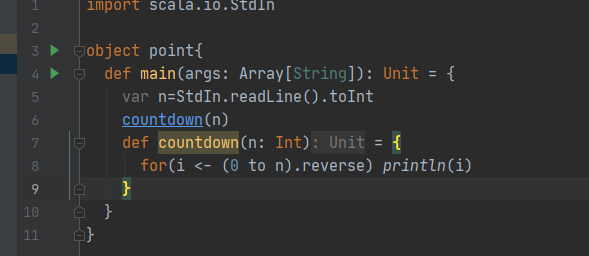 1 import scala.io.StdIn
2
3 object point{
4 def main(args: Array[String]): Unit = {
5 var n=StdIn.readLine().toInt
6 countdown(n)
7 def countdown(n: Int): Unit = {
8 for(i <- (0 to n).reverse) println(i)
9 }
10 }
11 }